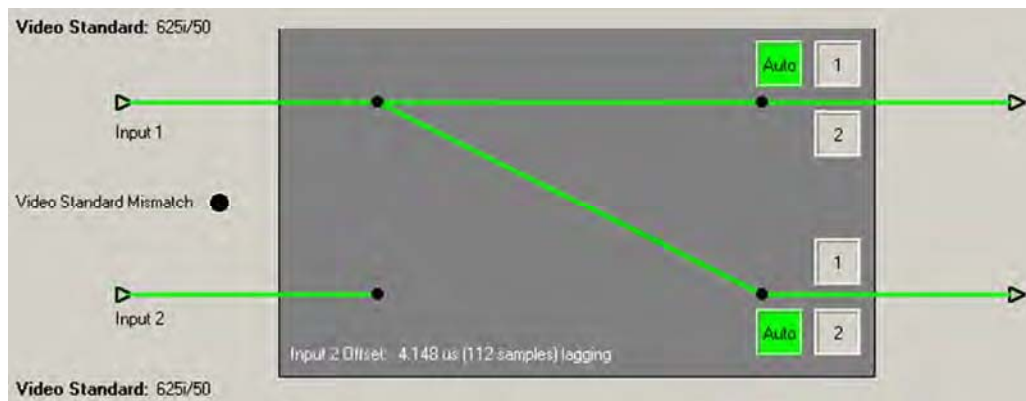 Video Standard: 625i/50
Auto 1
Input 1
2
Video Standard Mismatch
1
Input 2
Auto 2
Input 2 Offset: 4.148 us (112 samples) lagging
Video Standard: 625i/50